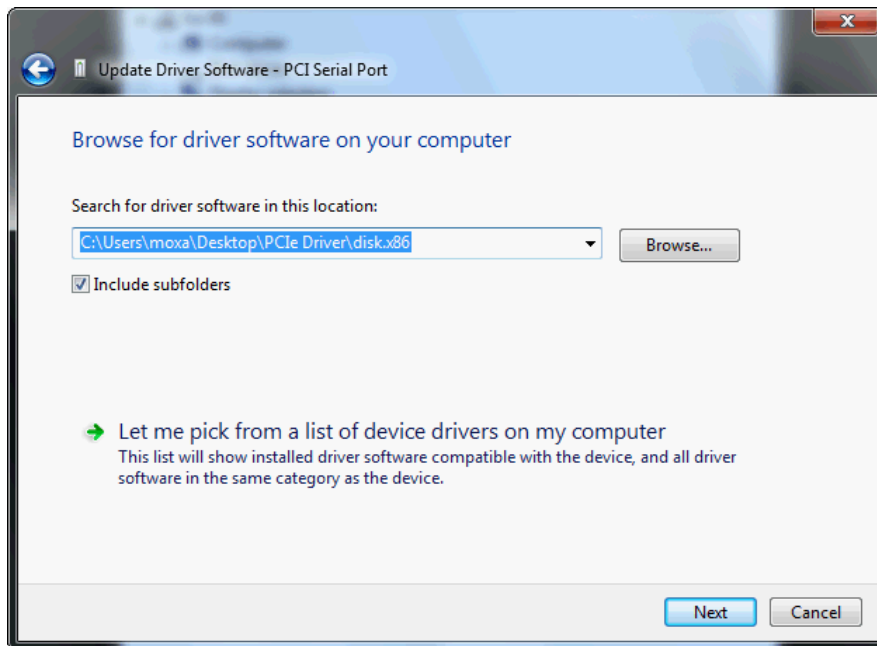 Computer
Update Driver Software - PCI Serial Port
Browse for driver software on your computer
Search for driver software in this location:
C:\Users\moxa\Desktop\PCIe Driver\disk.x86
Browse...
Include subfolders
Let me pick from a list of device drivers on my computer
This list will show installed driver software compatible with the device, and all driver
software in the same category as the device.
Next
Cancel